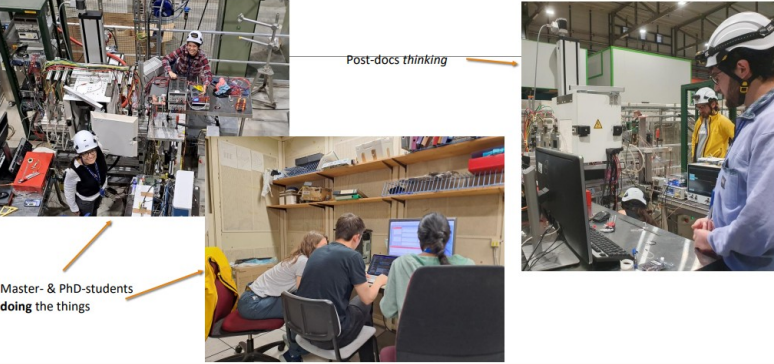 Post-docs thinking
Master- & PhD-students
doing the things